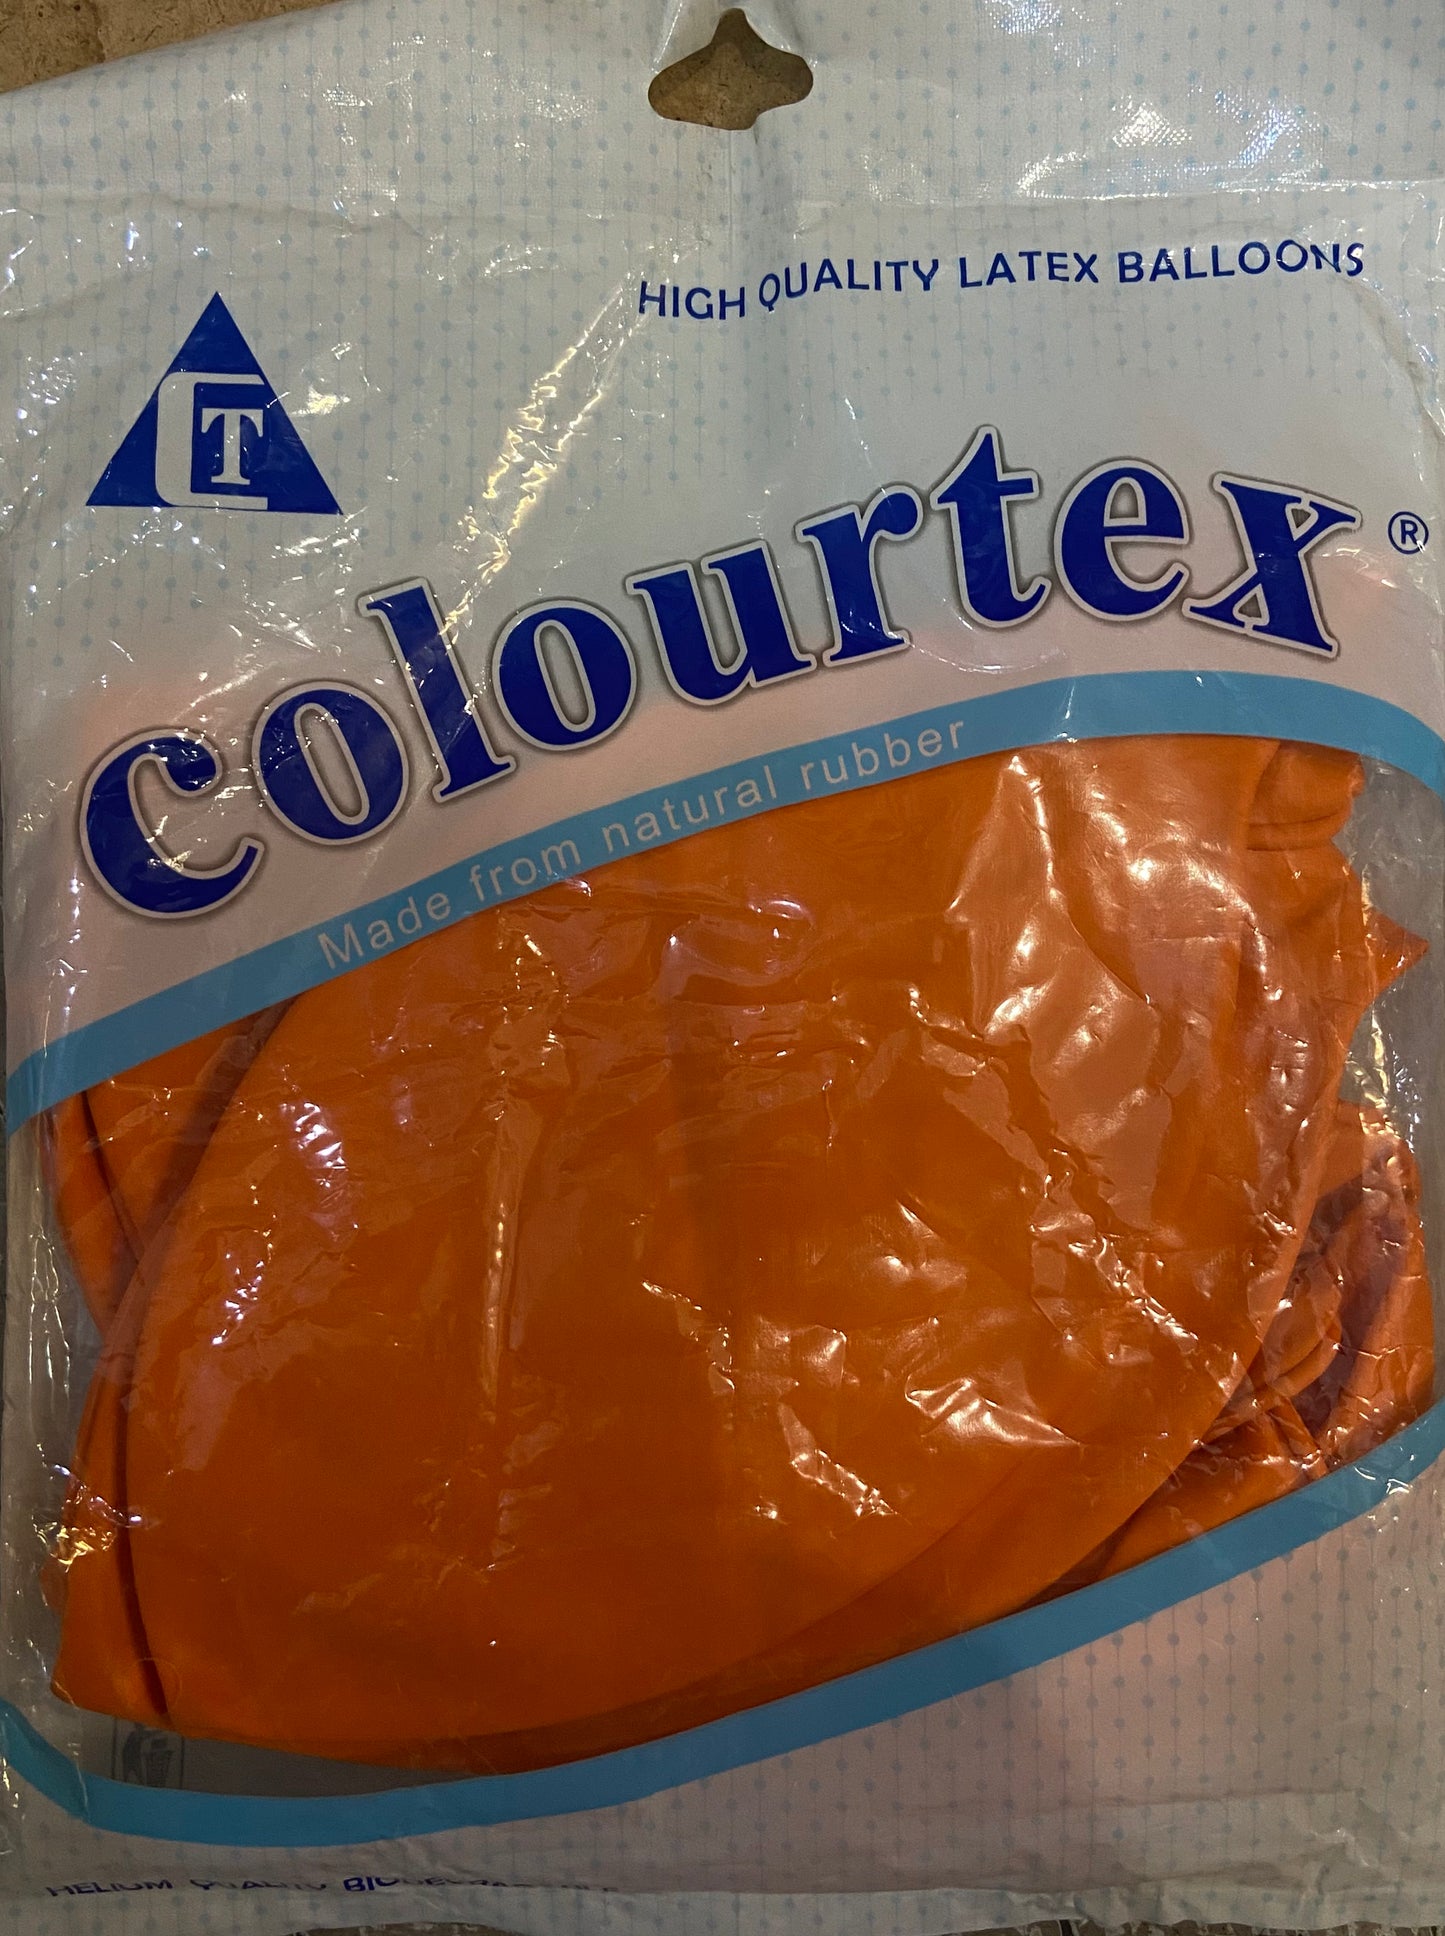 HIGH QUALITY LATEX BALLOONS
CT
colourtex ®
Made from natural rubber
HELIUM QUALITY